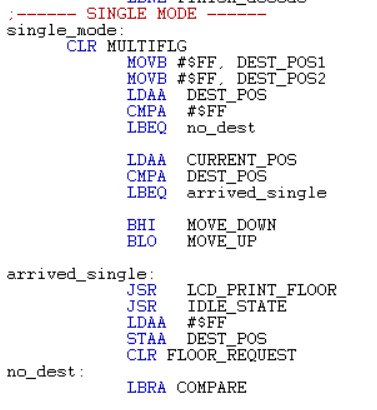 ;------ SINGLE MODE ------
single_mode:
CLR MULTIFLG
MOVB #$FF, DEST_POS1
MOVB #$FF, DEST_POS2
LDAA DEST_POS
CMPA #$FF
LBEQ no_dest
LDAA CURRENT_POS
CMPA DEST_POS
LBEQ arrived_single
BHI MOVE_DOWN
BLO MOVE_UP
arrived_single:
JSR LCD_PRINT_FLOOR
JSR IDLE_STATE
LDAA #$FF
STAA DEST_POS
CLR FLOOR_REQUEST
no_dest:
LBRA COMPARE